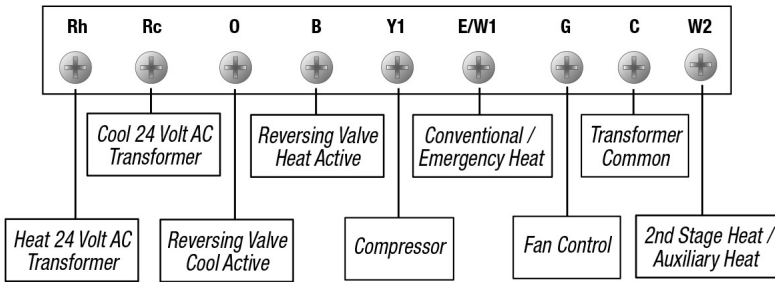 Rh Rc O B Y1 E/W1 G C W2
Cool 24 Volt AC
Transformer
Reversing Valve
Heat Active
Conventional /
Emergency Heat
Transformer
Common
Heat 24 Volt AC
Transformer
Reversing Valve
Cool Active
Compressor
Fan Control
2nd Stage Heat /
Auxiliary Heat